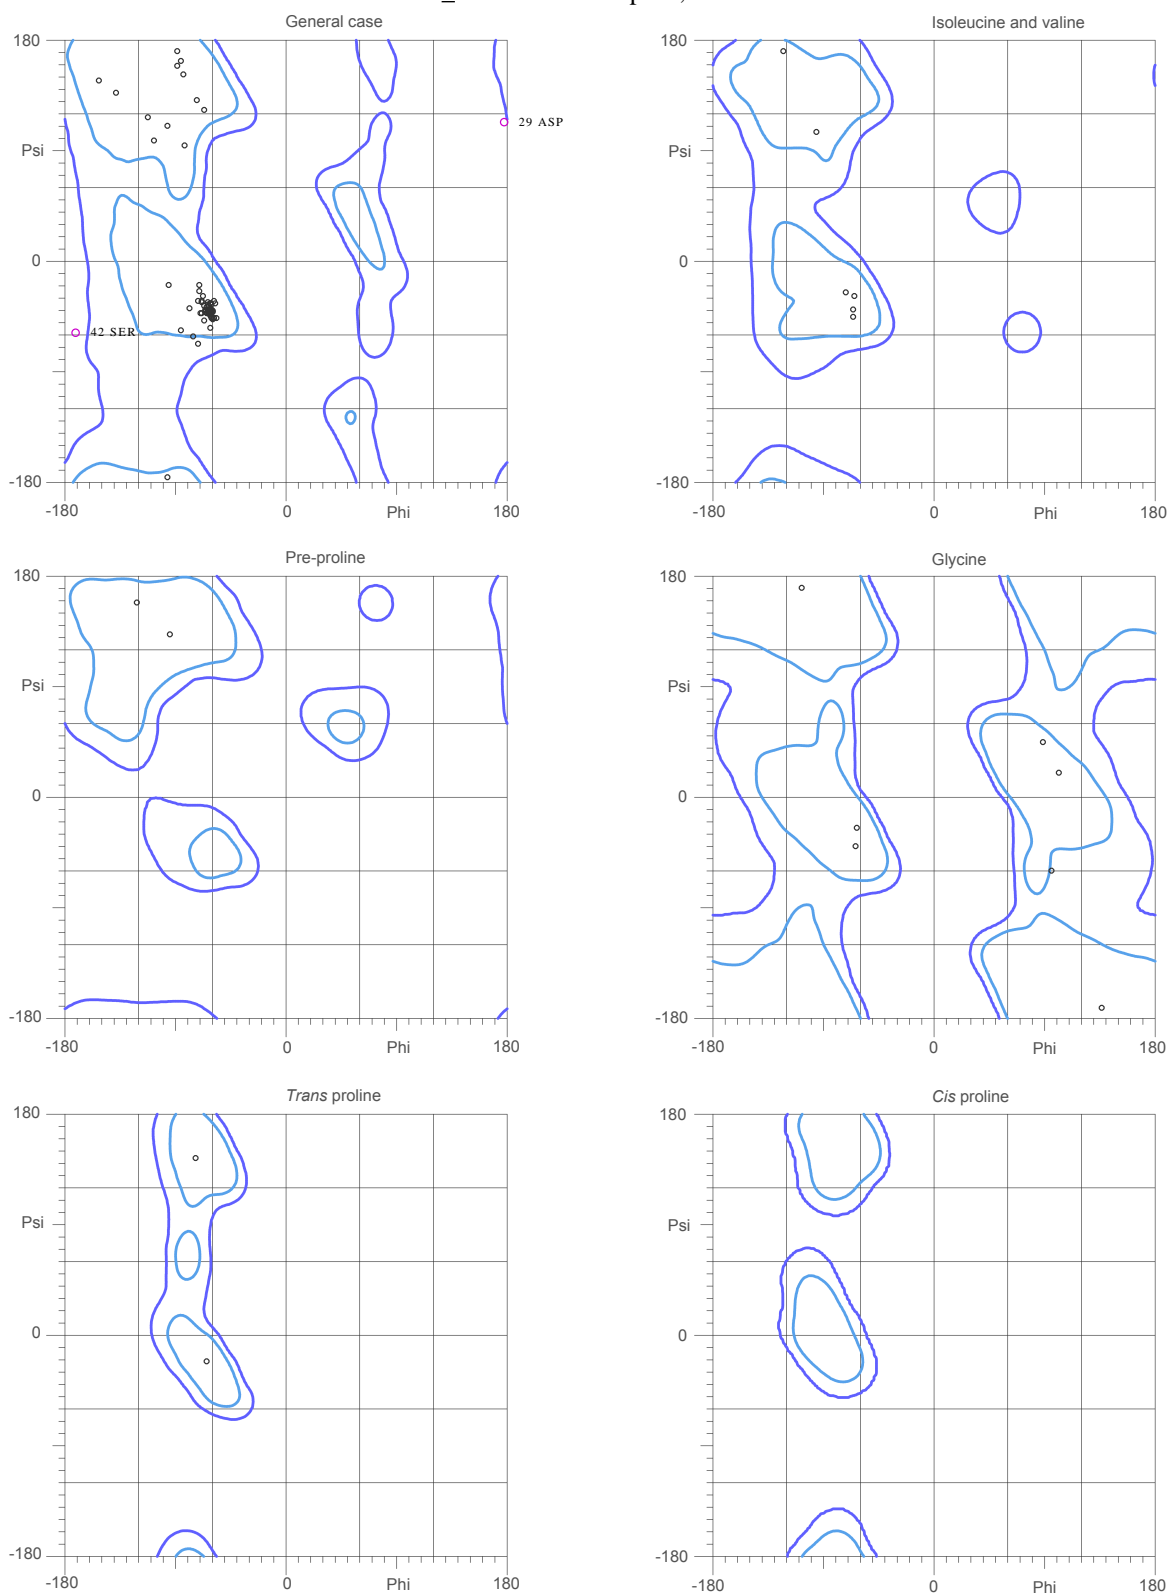 General case
Isoleucine and valine
180
180
29 ASP
Psi
Psi
0
0
42 SER
-180
-180
-180
0
Phi
180
-180
0
Phi
180
Pre-proline
Glycine
180
180
Psi
Psi
0
0
-180
-180
-180
0
Phi
180
-180
0
Phi
180
Trans proline
Cis proline
180
180
Psi
Psi
0
0
-180
-180
-180
0
Phi
180
-180
0
Phi
180